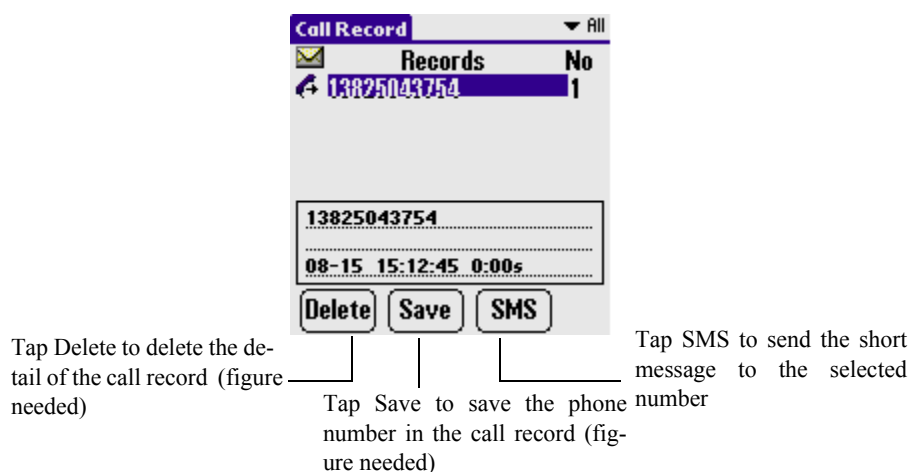 Call Record All
Records No
13825043754 1
13825043754
08-15 15:12:45 0:00s
Delete Save SMS
Tap Delete to delete the de-
tail of the call record (figure
needed)
Tap Save to save the phone
number in the call record (fig-
ure needed)
Tap SMS to send the short
message to the selected
number